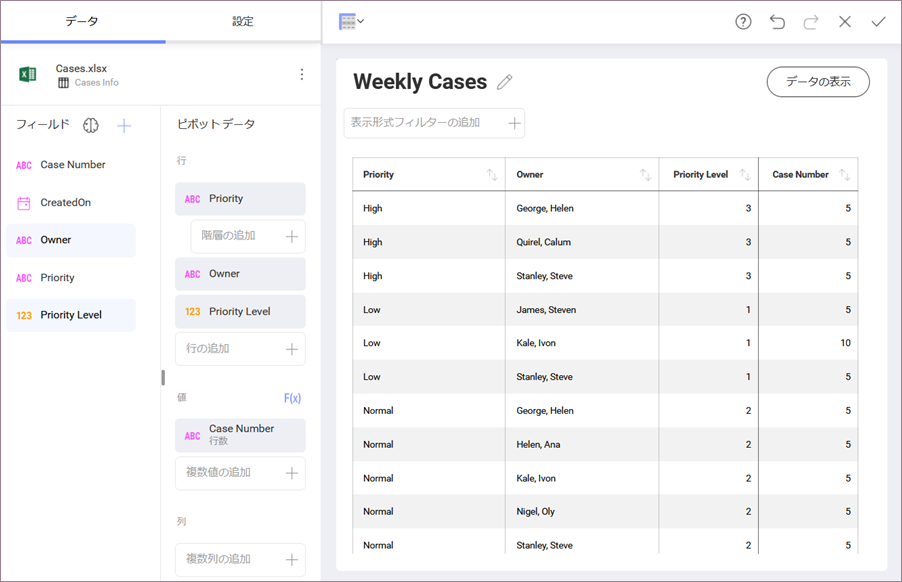 データ
設定
Cases.xlsx
Cases Info
フィールド
ABC Case Number
CreatedOn
ABC Owner
ABC Priority
123 Priority Level
ピボット データ
行
ABC Priority
階層の追加
ABC Owner
123 Priority Level
行の追加
値 F(x)
ABC Case Number
行数
複数値の追加
列
複数列の追加
Weekly Cases
データの表示
表示形式フィルターの追加
Priority Owner Priority Level Case Number
High George, Helen 3 5
High Quirel, Calum 3 5
High Stanley, Steve 3 5
Low James, Steven 1 5
Low Kale, Ivon 1 10
Low Stanley, Steve 1 5
Normal George, Helen 2 5
Normal Helen, Ana 2 5
Normal Kale, Ivon 2 5
Normal Nigel, Oly 2 5
Normal Stanley, Steve 2 5